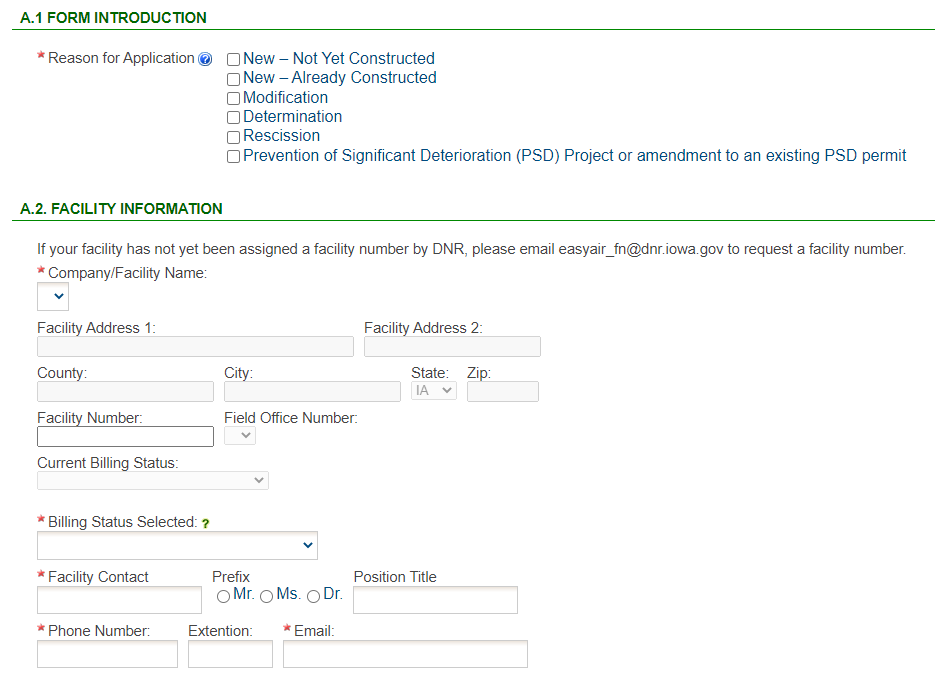 A.1 FORM INTRODUCTION
* Reason for Application ?
New – Not Yet Constructed
New – Already Constructed
Modification
Determination
Rescission
Prevention of Significant Deterioration (PSD) Project or amendment to an existing PSD permit
A.2. FACILITY INFORMATION
If your facility has not yet been assigned a facility number by DNR, please email easyair_fn@dnr.iowa.gov to request a facility number.
* Company/Facility Name:
Facility Address 1: Facility Address 2:
County: City: State: Zip:
IA
Facility Number: Field Office Number:
Current Billing Status:
* Billing Status Selected: ?
* Facility Contact Prefix Position Title
Mr. Ms. Dr.
* Phone Number: Extention: * Email: